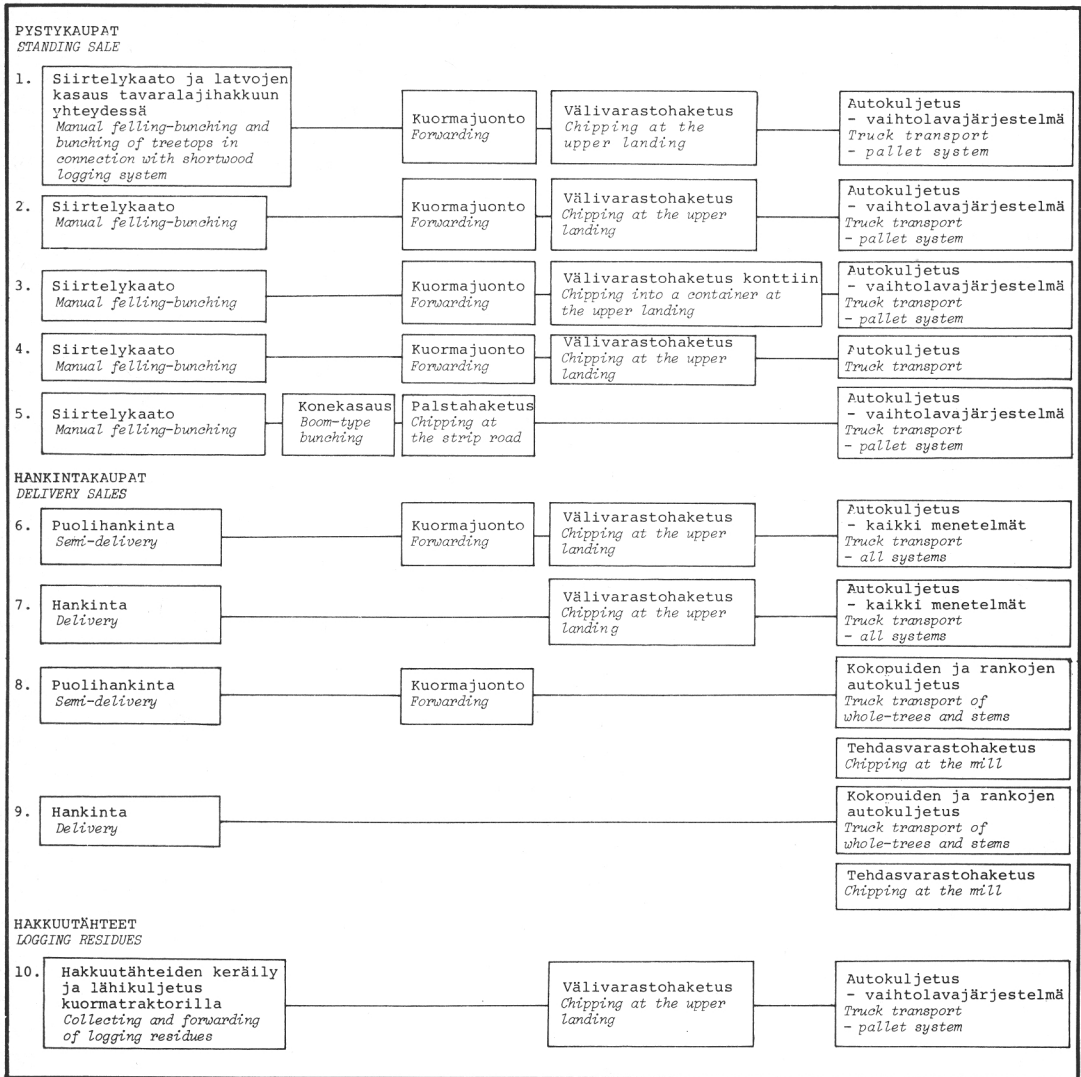 PYSTYKAUPAT
STANDING SALE
1.
Siirtelykaato ja latvojen
kasaus tavaralajihakkuun
yhteydessä
Manual felling-bunching and
bunching of treetops in
connection with shortwood
logging system
Kuormajuonto
Forwarding
Välivarastohaketus
Chipping at the
upper landing
Autokuljetus
- vaihtolavajärjestelmä
Truck transport
- pallet system
2.
Siirtelykaato
Manual felling-bunching
Kuormajuonto
Forwarding
Välivarastohaketus
Chipping at the upper
landing
Autokuljetus
- vaihtolavajärjestelmä
Truck transport
- pallet system
3.
Siirtelykaato
Manual felling-bunching
Kuormajuonto
Forwarding
Välivarastohaketus konttiin
Chipping into a container at
the upper landing
Autokuljetus
- vaihtolavajärjestelmä
Truck transport
- pallet system
4.
Siirtelykaato
Manual felling-bunching
Kuormajuonto
Forwarding
Välivarastohaketus
Chipping at the upper
landing
Autokuljetus
Truck transport
5.
Siirtelykaato
Manual felling-bunching
Konekasaus
Boom-type
bunching
Palstahaketus
Chipping at
the strip road
Autokuljetus
- vaihtolavajärjestelmä
Truck transport
- pallet system
HANKINTAKAUPAT
DELIVERY SALES
6.
Puolihankinta
Semi-delivery
Kuormajuonto
Forwarding
Välivarastohaketus
Chipping at the upper
landing
Autokuljetus
- kaikki menetelmät
Truck transport
- all systems
7.
Hankinta
Delivery
Välivarastohaketus
Chipping at the upper
landing
Autokuljetus
- kaikki menetelmät
Truck transport
- all systems
8.
Puolihankinta
Semi-delivery
Kuormajuonto
Forwarding
Kokopuiden ja rankojen
autokuljetus
Truck transport of
whole-trees and stems
Tehdasvarastohaketus
Chipping at the mill
9.
Hankinta
Delivery
Kokopuiden ja rankojen
autokuljetus
Truck transport of
whole-trees and stems
Tehdasvarastohaketus
Chipping at the mill
HAKKUUTÄHTEET
LOGGING RESIDUES
10.
Hakkuutähteiden keräily
ja lähikuljetus
kuormatraktorilla
Collecting and forwarding
of logging residues
Välivarastohaketus
Chipping at the upper
landing
Autokuljetus
- vaihtolavajärjestelmä
Truck transport
- pallet system